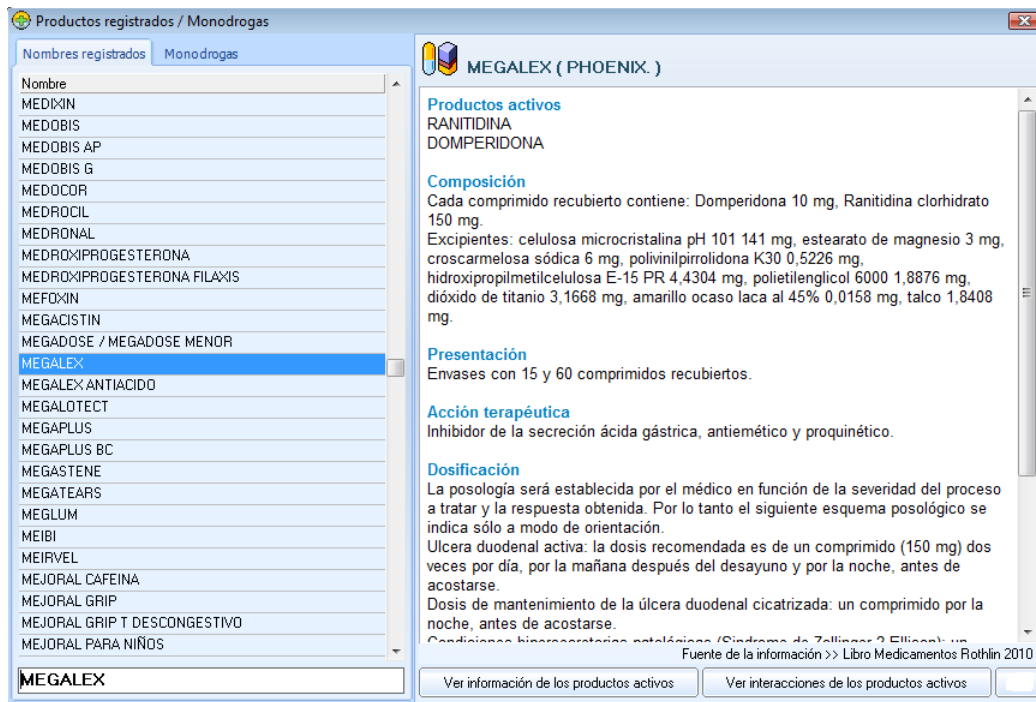 Productos registrados / Monodrogas
Nombres registrados Monodrogas
Nombre
MEDIXIN
MEDOBIS
MEDOBIS AP
MEDOBIS G
MEDOCOR
MEDROCIL
MEDRONAL
MEDROXIPROGESTERONA
MEDROXIPROGESTERONA FILAXIS
MEFOXIN
MEGACISTIN
MEGADOSE / MEGADOSE MENOR
MEGALEX
MEGALEX ANTIACIDO
MEGALOTECT
MEGAPLUS
MEGAPLUS BC
MEGASTENE
MEGATEARS
MEGLUM
MEIBI
MEIRVEL
MEJORAL CAFEINA
MEJORAL GRIP
MEJORAL GRIP T DESCONGESTIVO
MEJORAL PARA NIÑOS
MEGALEX
MEGALEX ( PHOENIX. )
Productos activos
RANITIDINA
DOMPERIDONA
Composición
Cada comprimido recubierto contiene: Domperidona 10 mg, Ranitidina clorhidrato
150 mg.
Excipientes: celulosa microcristalina pH 101 141 mg, estearato de magnesio 3 mg,
croscarmelosa sódica 6 mg, polivinilpirrolidona K30 0,5226 mg,
hidroxipropilmetilcelulosa E-15 PR 4,4304 mg, polietilenglicol 6000 1,8876 mg,
dióxido de titanio 3,1668 mg, amarillo ocaso laca al 45% 0,0158 mg, talco 1,8408
mg.
Presentación
Envases con 15 y 60 comprimidos recubiertos.
Acción terapéutica
Inhibidor de la secreción ácida gástrica, antiemético y proquinético.
Dosificación
La posología será establecida por el médico en función de la severidad del proceso
a tratar y la respuesta obtenida. Por lo tanto el siguiente esquema posológico se
indica sólo a modo de orientación.
Ulcera duodenal activa: la dosis recomendada es de un comprimido (150 mg) dos
veces por día, por la mañana después del desayuno y por la noche, antes de
acostarse.
Dosis de mantenimiento de la úlcera duodenal cicatrizada: un comprimido por la
noche, antes de acostarse.
Condiciones hipersecretorias patológicas (Sindrome de Zollinger ? Ellison): un
Fuente de la información >> Libro Medicamentos Rothlin 2010
Ver información de los productos activos Ver interacciones de los productos activos